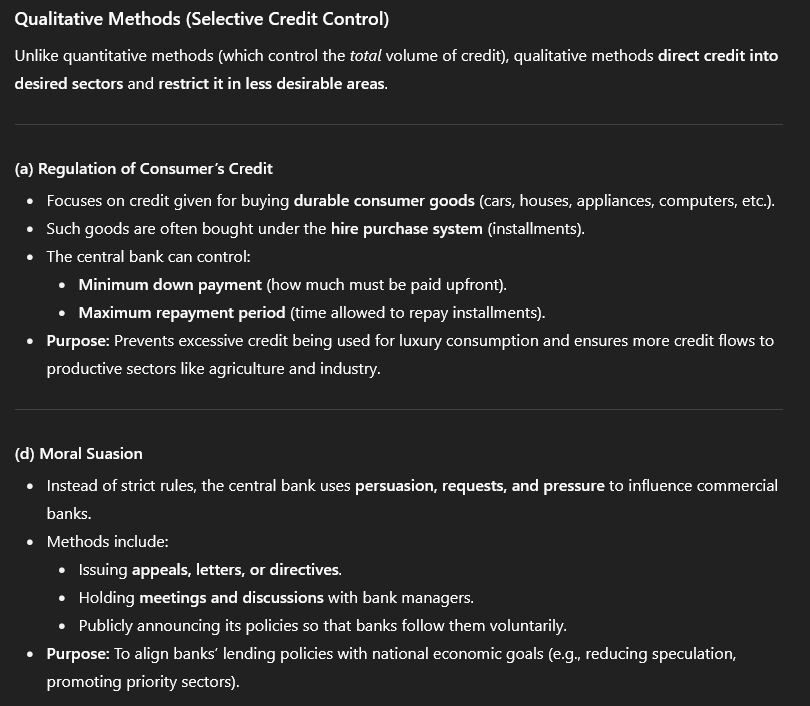 Qualitative Methods (Selective Credit Control)
Unlike quantitative methods (which control the total volume of credit), qualitative methods direct credit into
desired sectors and restrict it in less desirable areas.
(a) Regulation of Consumer’s Credit
• Focuses on credit given for buying durable consumer goods (cars, houses, appliances, computers, etc.).
• Such goods are often bought under the hire purchase system (installments).
• The central bank can control:
• Minimum down payment (how much must be paid upfront).
• Maximum repayment period (time allowed to repay installments).
• Purpose: Prevents excessive credit being used for luxury consumption and ensures more credit flows to
productive sectors like agriculture and industry.
(d) Moral Suasion
• Instead of strict rules, the central bank uses persuasion, requests, and pressure to influence commercial
banks.
• Methods include:
• Issuing appeals, letters, or directives.
• Holding meetings and discussions with bank managers.
• Publicly announcing its policies so that banks follow them voluntarily.
• Purpose: To align banks’ lending policies with national economic goals (e.g., reducing speculation,
promoting priority sectors).